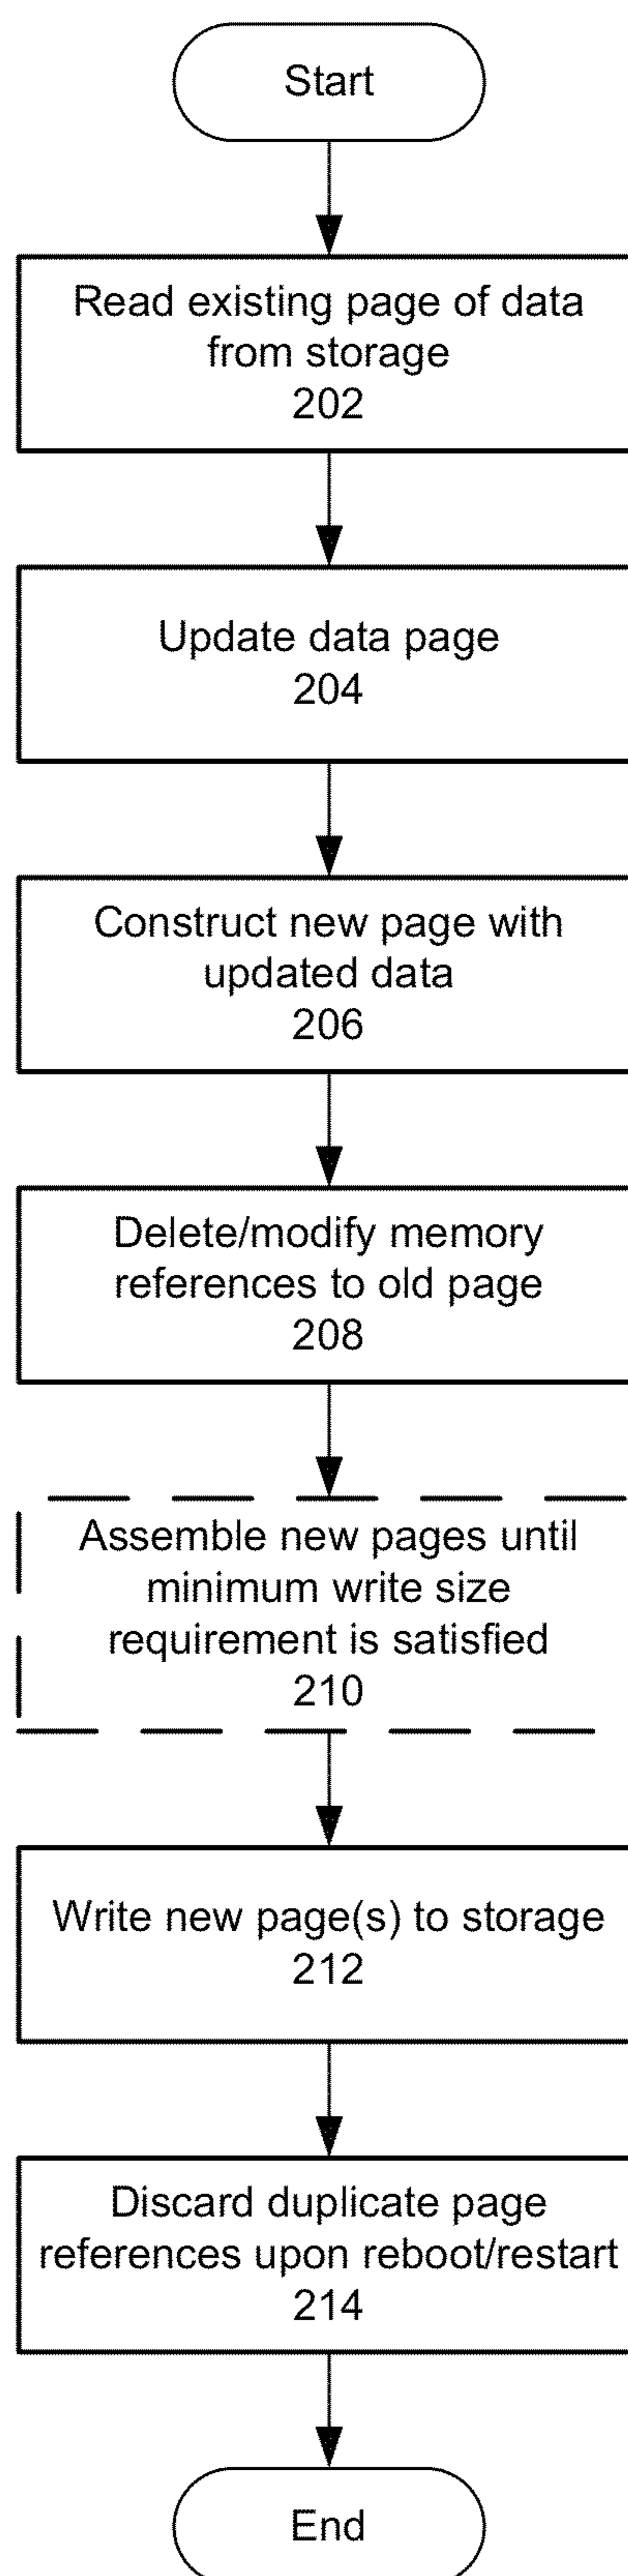 Start
Read existing page of data
from storage
202
Update data page
204
Construct new page with
updated data
206
Delete/modify memory
references to old page
208
Assemble new pages until
minimum write size
requirement is satisfied
210
Write new page(s) to storage
212
Discard duplicate page
references upon reboot/restart
214
End